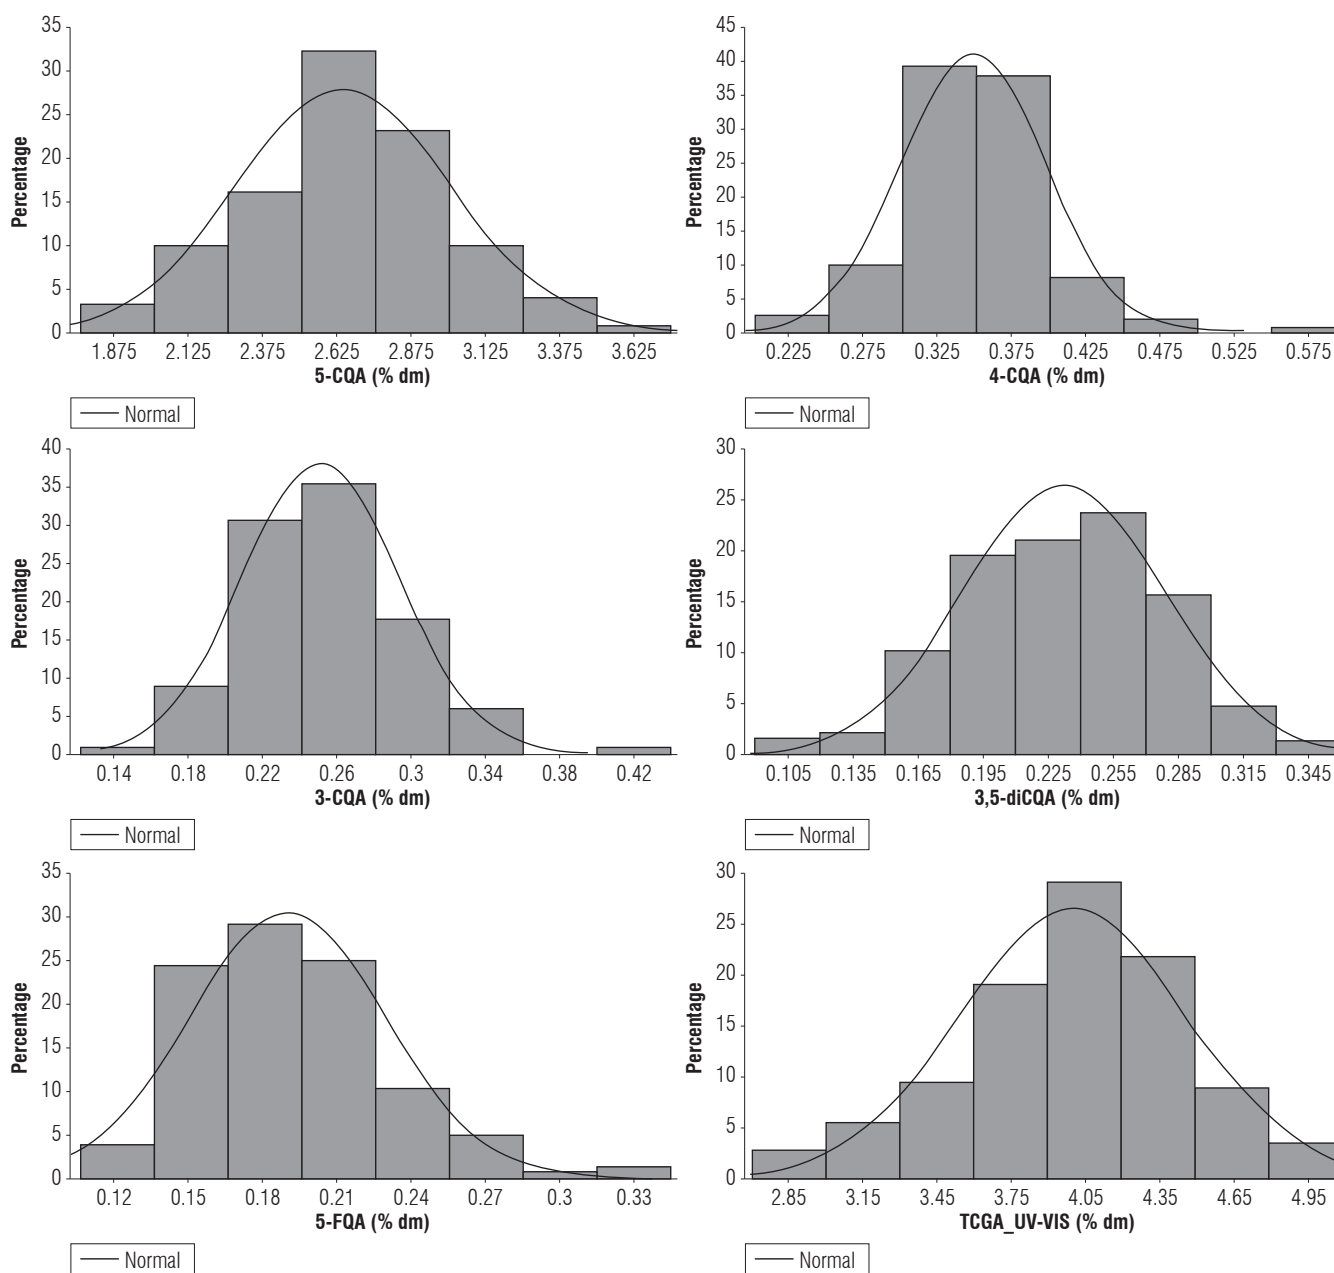 35
30
25
20
15
10
5
0
Percentage
1.875 2.125 2.375 2.625 2.875 3.125 3.375 3.625
5-CQA (% dm)
Normal
45
40
35
30
25
20
15
10
5
0
Percentage
0.225 0.275 0.325 0.375 0.425 0.475 0.525 0.575
4-CQA (% dm)
Normal
40
35
30
25
20
15
10
5
0
Percentage
0.14 0.18 0.22 0.26 0.3 0.34 0.38 0.42
3-CQA (% dm)
Normal
30
25
20
15
10
5
0
Percentage
0.105 0.135 0.165 0.195 0.225 0.255 0.285 0.315 0.345
3,5-diCQA (% dm)
Normal
35
30
25
20
15
10
5
0
Percentage
0.12 0.15 0.18 0.21 0.24 0.27 0.3 0.33
5-FQA (% dm)
Normal
30
25
20
15
10
5
0
Percentage
2.85 3.15 3.45 3.75 4.05 4.35 4.65 4.95
TCGA_UV-VIS (% dm)
Normal